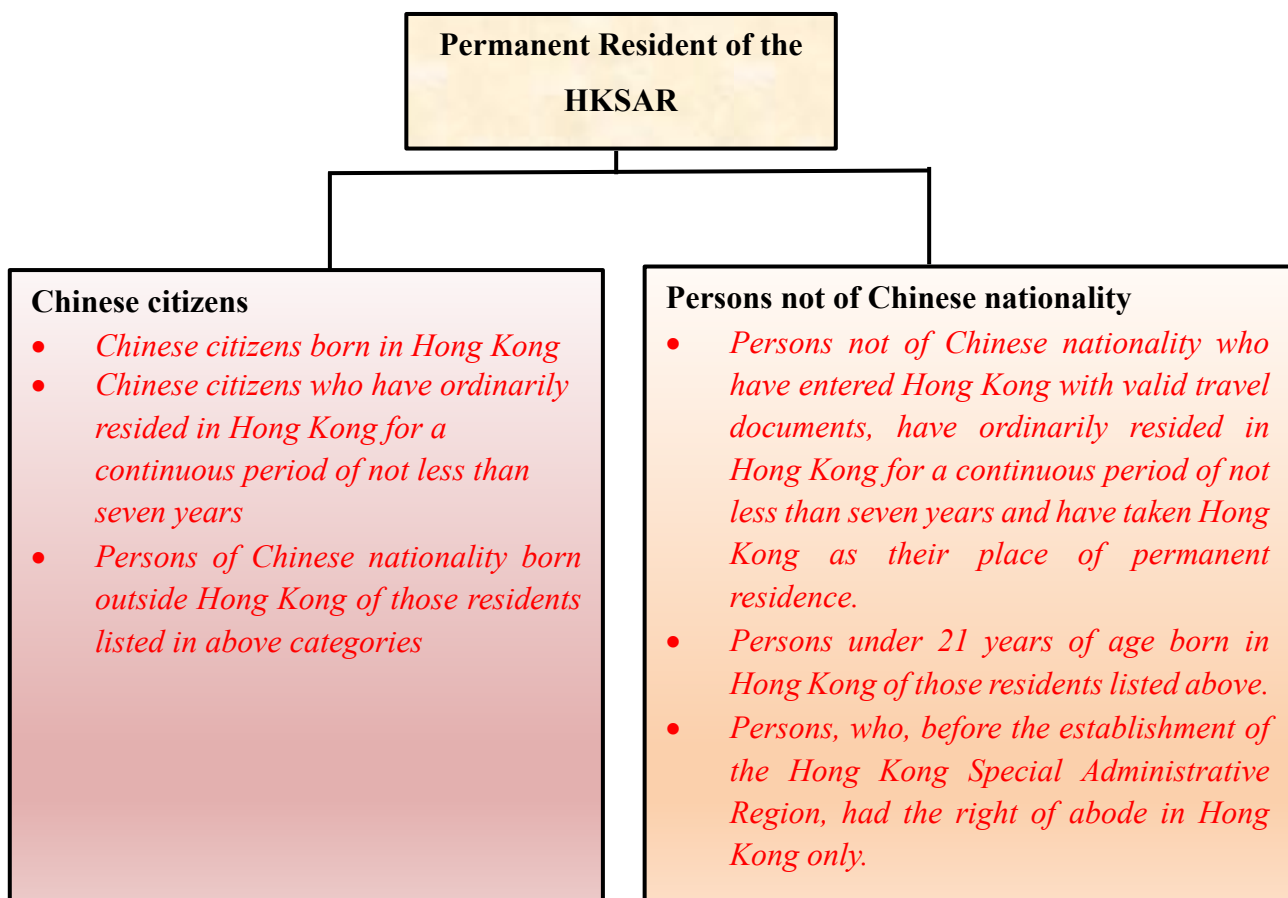 Permanent Resident of the
HKSAR
Chinese citizens
• Chinese citizens born in Hong Kong
• Chinese citizens who have ordinarily
resided in Hong Kong for a
continuous period of not less than
seven years
• Persons of Chinese nationality born
outside Hong Kong of those residents
listed in above categories
Persons not of Chinese nationality
• Persons not of Chinese nationality who
have entered Hong Kong with valid travel
documents, have ordinarily resided in
Hong Kong for a continuous period of not
less than seven years and have taken Hong
Kong as their place of permanent
residence.
• Persons under 21 years of age born in
Hong Kong of those residents listed above.
• Persons, who, before the establishment of
the Hong Kong Special Administrative
Region, had the right of abode in Hong
Kong only.